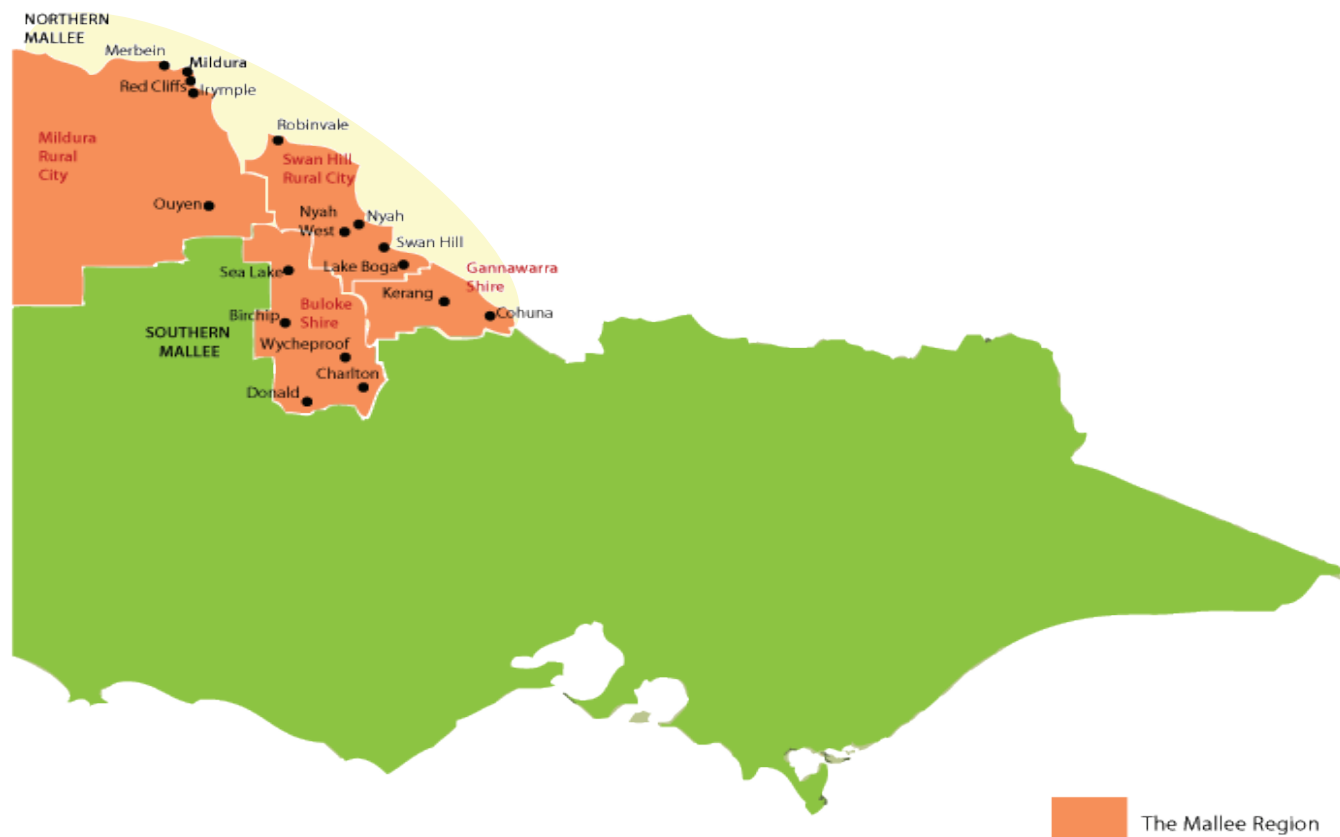 NORTHERN
MALLEE
Merbein
Mildura
Red Cliffs
Irymple
Robinvale
Mildura
Rural
City
Swan Hill
Rural City
Ouyen
Nyah
West
Nyah
Swan Hill
Sea Lake
Lake Boga
Gannawarra
Shire
Kerang
Buloke
Shire
Birchip
Cohuna
SOUTHERN
MALLEE
Wycheproof
Charlton
Donald
The Mallee Region